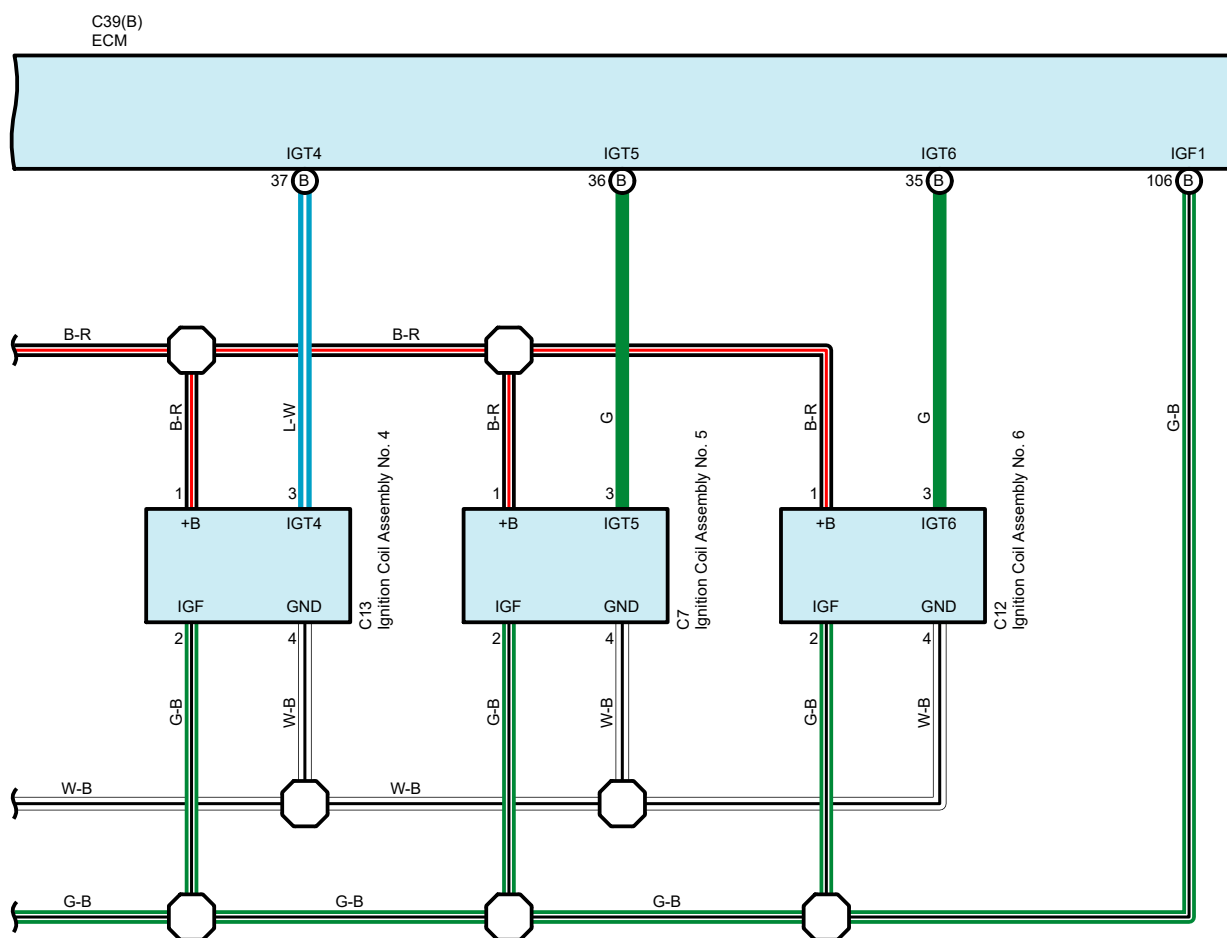 C39(B)
ECM
IGT4
IGT5
IGT6
IGF1
37 B
36 B
35 B
106 B
B-R
B-R
B-R
L-W
B-R
G
B-R
G
G-B
1
3
1
3
1
3
+B
IGT4
+B
IGT5
+B
IGT6
IGF
GND
IGF
GND
IGF
GND
C13
Ignition Coil Assembly No. 4
C7
Ignition Coil Assembly No. 5
C12
Ignition Coil Assembly No. 6
2
4
2
4
2
4
G-B
W-B
G-B
W-B
G-B
W-B
W-B
W-B
G-B
G-B
G-B